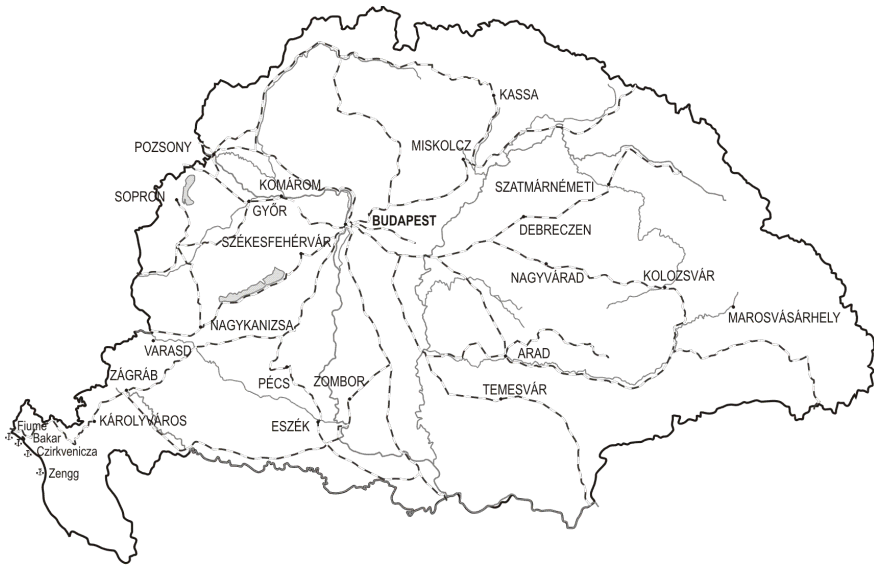 KASSA
POZSONY
MISKOLCZ
SOPRON
KOMÁROM
SZATMÁRNÉMETI
GYŐR
BUDAPEST
DEBRECZEN
SZÉKESFEHÉRVÁR
NAGYVÁRAD
KOLOZSVÁR
MAROSVÁSÁRHELY
NAGYKANIZSA
VARASD
ARAD
ZÁGRÁB
PÉCS
ZOMBOR
TEMESVÁR
KÁROLYVÁROS
ESZÉK
Fiume
Bakar
Czirkvenicza
Zengg